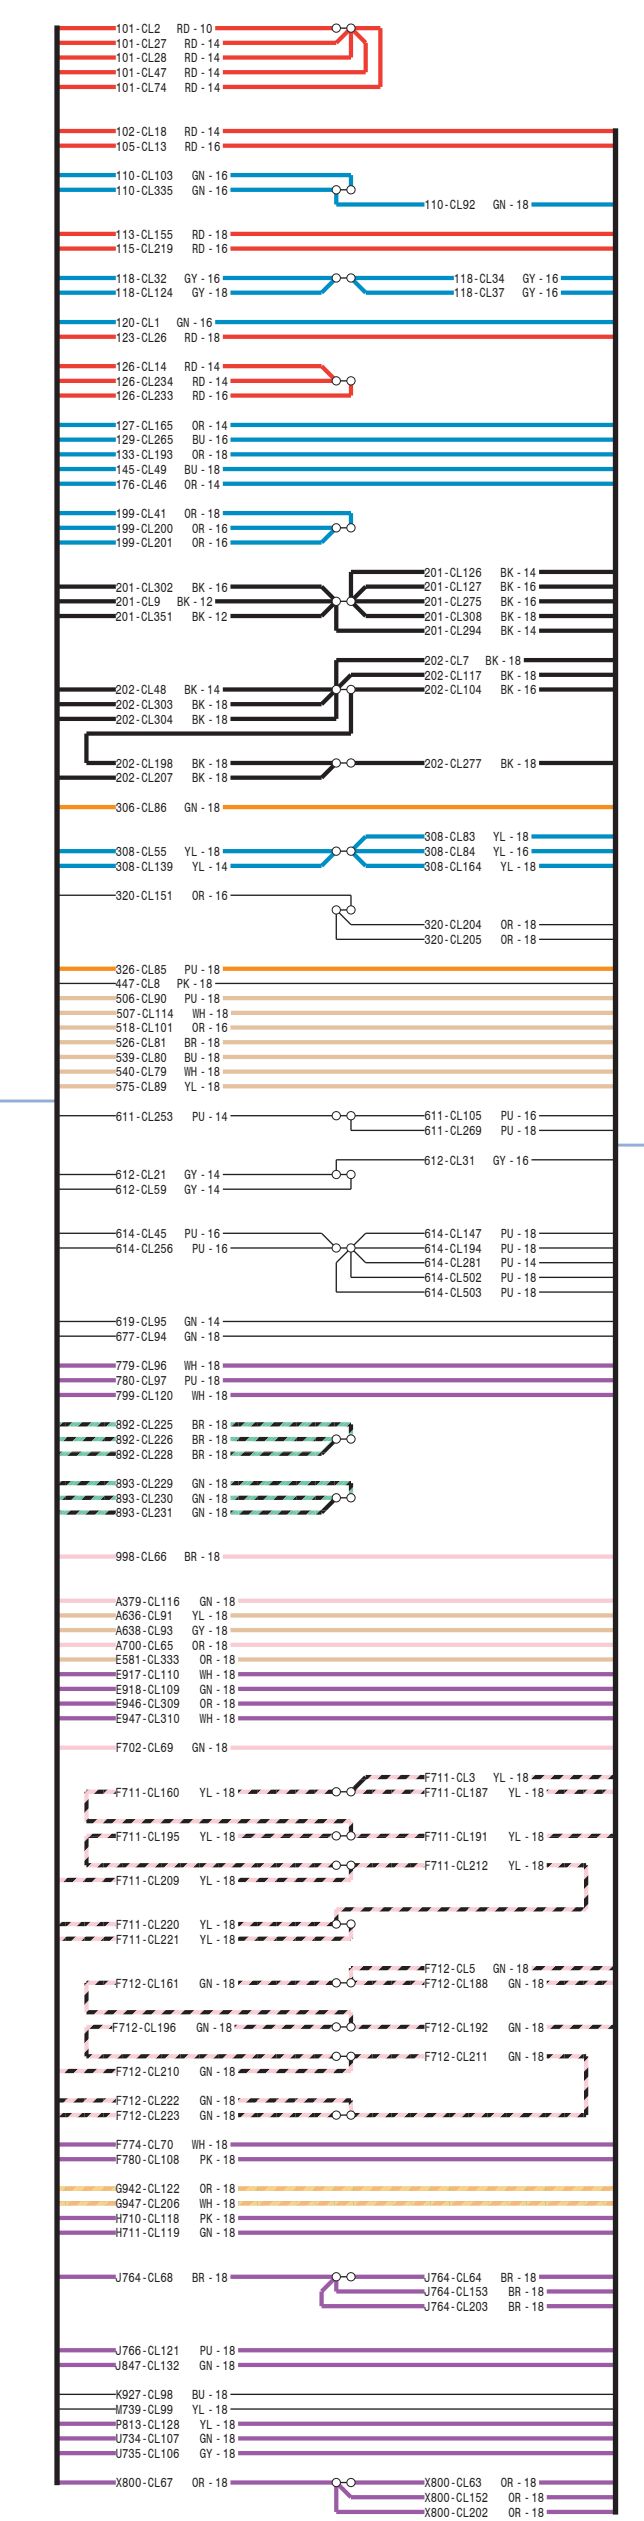 101-CL2 RD - 10
101-CL27 RD - 14
101-CL28 RD - 14
101-CL47 RD - 14
101-CL74 RD - 14
102-CL18 RD - 14
105-CL13 RD - 16
110-CL103 GN - 16
110-CL335 GN - 16
110-CL92 GN - 18
113-CL155 RD - 18
115-CL219 RD - 16
118-CL32 GY - 16 118-CL34 GY - 16
118-CL124 GY - 18 118-CL37 GY - 16
120-CL1 GN - 16
123-CL26 RD - 18
126-CL14 RD - 14
126-CL234 RD - 14
126-CL233 RD - 16
127-CL165 OR - 14
129-CL265 BU - 16
133-CL193 OR - 18
145-CL49 BU - 18
176-CL46 OR - 14
199-CL41 OR - 18
199-CL200 OR - 16
199-CL201 OR - 16
201-CL126 BK - 14
201-CL302 BK - 16 201-CL127 BK - 16
201-CL9 BK - 12 201-CL275 BK - 16
201-CL351 BK - 12 201-CL308 BK - 18
201-CL294 BK - 14
202-CL7 BK - 18
202-CL117 BK - 18
202-CL48 BK - 14 202-CL104 BK - 16
202-CL303 BK - 18
202-CL304 BK - 18
202-CL198 BK - 18 202-CL277 BK - 18
202-CL207 BK - 18
306-CL86 GN - 18
308-CL83 YL - 18
308-CL55 YL - 18 308-CL84 YL - 16
308-CL139 YL - 14 308-CL164 YL - 18
320-CL151 OR - 16
320-CL204 OR - 18
320-CL205 OR - 18
326-CL85 PU - 18
447-CL8 PK - 18
506-CL90 PU - 18
507-CL114 WH - 18
518-CL101 OR - 16
526-CL81 BR - 18
539-CL80 BU - 18
540-CL79 WH - 18
575-CL89 YL - 18
611-CL253 PU - 14 611-CL105 PU - 16
611-CL269 PU - 18
612-CL31 GY - 16
612-CL21 GY - 14
612-CL59 GY - 14
614-CL45 PU - 16 614-CL147 PU - 18
614-CL256 PU - 16 614-CL194 PU - 18
614-CL281 PU - 14
614-CL502 PU - 18
614-CL503 PU - 18
619-CL95 GN - 14
677-CL94 GN - 18
779-CL96 WH - 18
780-CL97 PU - 18
799-CL120 WH - 18
892-CL225 BR - 18
892-CL226 BR - 18
892-CL228 BR - 18
893-CL229 GN - 18
893-CL230 GN - 18
893-CL231 GN - 18
998-CL66 BR - 18
A379-CL116 GN - 18
A636-CL91 YL - 18
A638-CL93 GY - 18
A700-CL65 OR - 18
E581-CL333 OR - 18
E917-CL110 WH - 18
E918-CL109 GN - 18
E946-CL309 OR - 18
E947-CL310 WH - 18
F702-CL69 GN - 18
F711-CL3 YL - 18
F711-CL160 YL - 18 F711-CL187 YL - 18
F711-CL195 YL - 18 F711-CL191 YL - 18
F711-CL212 YL - 18
F711-CL209 YL - 18
F711-CL220 YL - 18
F711-CL221 YL - 18
F712-CL5 GN - 18
F712-CL161 GN - 18 F712-CL188 GN - 18
F712-CL196 GN - 18 F712-CL192 GN - 18
F712-CL211 GN - 18
F712-CL210 GN - 18
F712-CL222 GN - 18
F712-CL223 GN - 18
F774-CL70 WH - 18
F780-CL108 PK - 18
G942-CL122 OR - 18
G947-CL206 WH - 18
H710-CL118 PK - 18
H711-CL119 GN - 18
J764-CL68 BR - 18 J764-CL64 BR - 18
J764-CL153 BR - 18
J764-CL203 BR - 18
J766-CL121 PU - 18
J847-CL132 GN - 18
K927-CL98 BU - 18
M739-CL99 YL - 18
P813-CL128 YL - 18
U734-CL107 GN - 18
U735-CL106 GY - 18
X800-CL67 OR - 18 X800-CL63 OR - 18
X800-CL152 OR - 18
X800-CL202 OR - 18